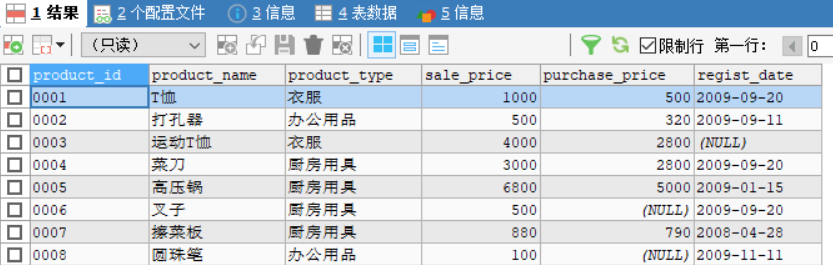 1 结果 2 个配置文件 3 信息 4 表数据 5 信息
（只读） 限制行 第一行： 0
product_id product_name product_type sale_price purchase_price regist_date
0001 T恤 衣服 1000 500 2009-09-20
0002 打孔器 办公用品 500 320 2009-09-11
0003 运动T恤 衣服 4000 2800 (NULL)
0004 菜刀 厨房用具 3000 2800 2009-09-20
0005 高压锅 厨房用具 6800 5000 2009-01-15
0006 叉子 厨房用具 500 (NULL) 2009-09-20
0007 擦菜板 厨房用具 880 790 2008-04-28
0008 圆珠笔 办公用品 100 (NULL) 2009-11-11